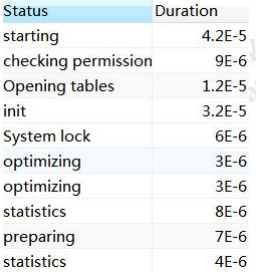 Status Duration
starting 4.2E-5
checking permission 9E-6
Opening tables 1.2E-5
init 3.2E-5
System lock 6E-6
optimizing 3E-6
optimizing 3E-6
statistics 8E-6
preparing 7E-6
statistics 4E-6